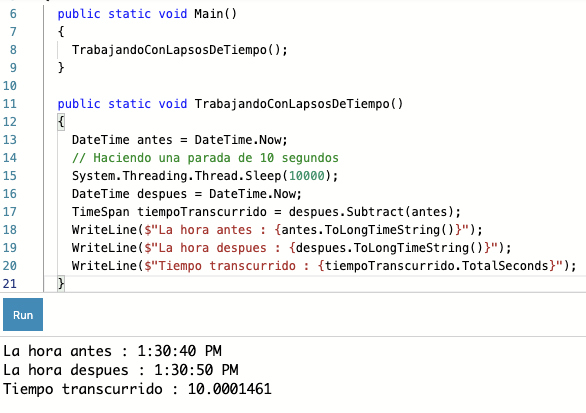 6 public static void Main()
7 {
8 TrabajandoConLapsosDeTiempo();
9 }
10
11 public static void TrabajandoConLapsosDeTiempo()
12 {
13 DateTime antes = DateTime.Now;
14 // Haciendo una parada de 10 segundos
15 System.Threading.Thread.Sleep(10000);
16 DateTime despues = DateTime.Now;
17 TimeSpan tiempoTranscurrido = despues.Subtract(antes);
18 WriteLine($"La hora antes : {antes.ToLongTimeString()}");
19 WriteLine($"La hora despues : {despues.ToLongTimeString()}");
20 WriteLine($"Tiempo transcurrido : {tiempoTranscurrido.TotalSeconds}");
21 }
Run
La hora antes : 1:30:40 PM
La hora despues : 1:30:50 PM
Tiempo transcurrido : 10.0001461